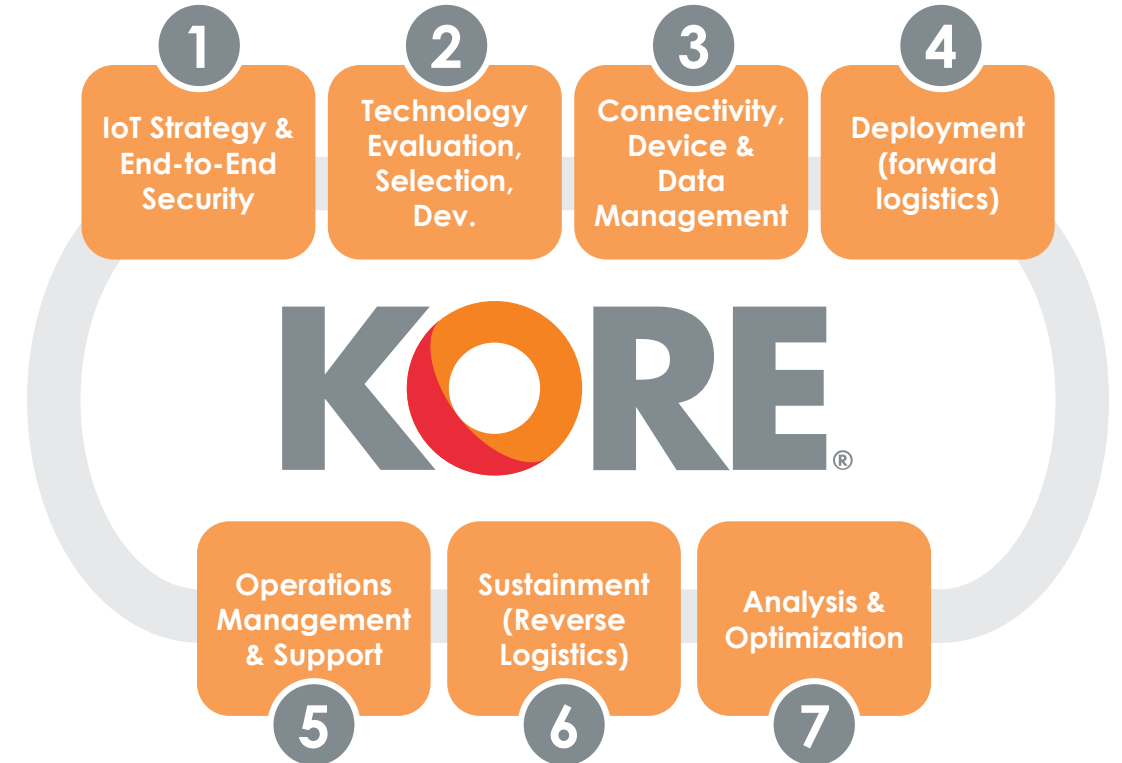 1
IoT Strategy &
End-to-End
Security
2
Technology
Evaluation,
Selection,
Dev.
3
Connectivity,
Device &
Data
Management
4
Deployment
(forward
logistics)
KORE®
Operations
Management
& Support
5
Sustainment
(Reverse
Logistics)
6
Analysis &
Optimization
7